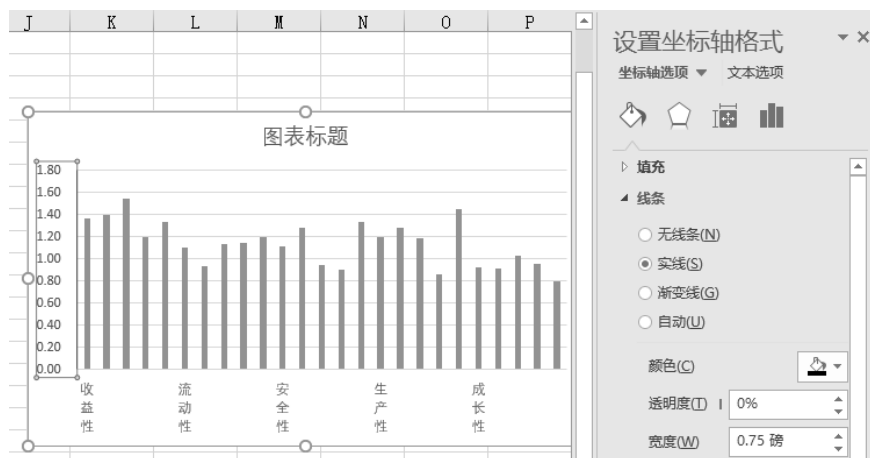 J K L M N O P
图表标题
1.80
1.60
1.40
1.20
1.00
0.80
0.60
0.40
0.20
0.00
收益性 流动性 安全性 生产性 成长性
设置坐标轴格式
坐标轴选项 文本选项
填充
线条
无线条(N)
实线(S)
渐变线(G)
自动(U)
颜色(C)
透明度(T) 0%
宽度(W) 0.75 磅